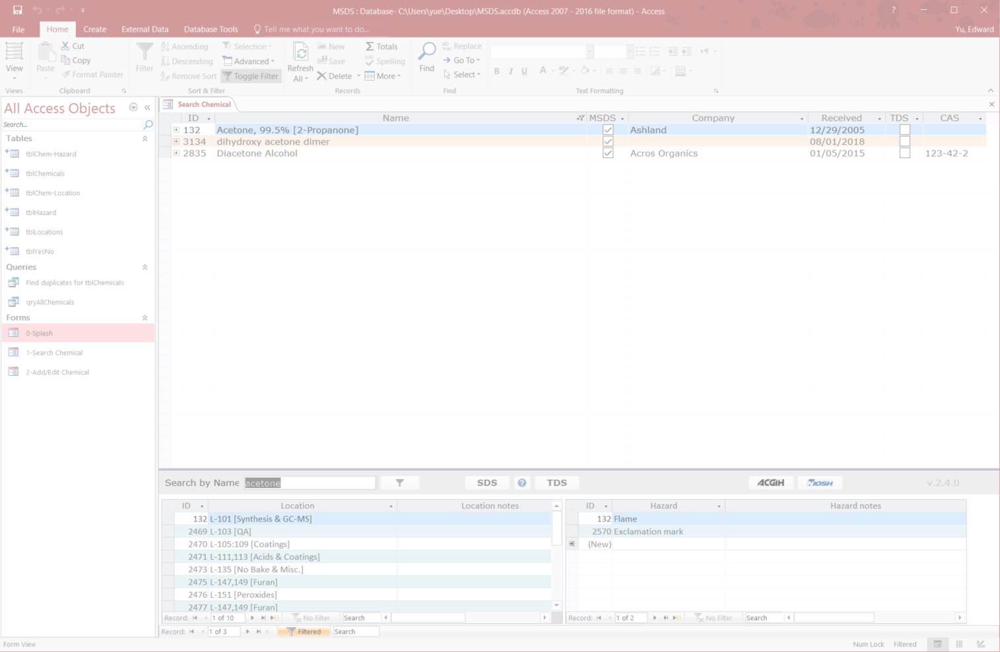 MSDS : Database- C:\Users\yue\Desktop\MSDS.accdb (Access 2007 - 2016 file format) - Access
?
File Home Create External Data Database Tools Tell me what you want to do... Yu, Edward
View
Views
Paste
Cut
Copy
Format Painter
Clipboard
Filter
Ascending
Descending
Remove Sort
Selection
Advanced
Toggle Filter
Sort & Filter
Refresh All
New
Save
Delete
Totals
Spelling
More
Records
Find
Replace
Go To
Select
Find
B I U A
Text Formatting
All Access Objects
Search...
Tables
tblChem-Hazard
tblChemicals
tblChem-Location
tblHazard
tblLocations
tblYesNo
Queries
Find duplicates for tblChemicals
qryAllChemicals
Forms
0-Splash
1-Search Chemical
2-Add/Edit Chemical
Search Chemical
ID Name MSDS Company Received TDS CAS
132 Acetone, 99.5% [2-Propanone] Ashland 12/29/2005
3134 dihydroxy acetone dimer 08/01/2018
2835 Diacetone Alcohol Acros Organics 01/05/2015 123-42-2
Search by Name acetone SDS ? TDS ACGIH NIOSH v.2.4.0
ID Location Location notes
132 L-101 [Synthesis & GC-MS]
2469 L-103 [QA]
2470 L-105:109 [Coatings]
2471 L-111,113 [Acids & Coatings]
2473 L-135 [No Bake & Misc.]
2475 L-147,149 [Furan]
2476 L-151 [Peroxides]
2477 L-147,149 [Furan]
Record: 1 of 10 No Filter Search
ID Hazard Hazard notes
132 Flame
2570 Exclamation mark
(New)
Record: 1 of 2 No Filter Search
Record: 1 of 3 Filtered Search
Form View Num Lock Filtered